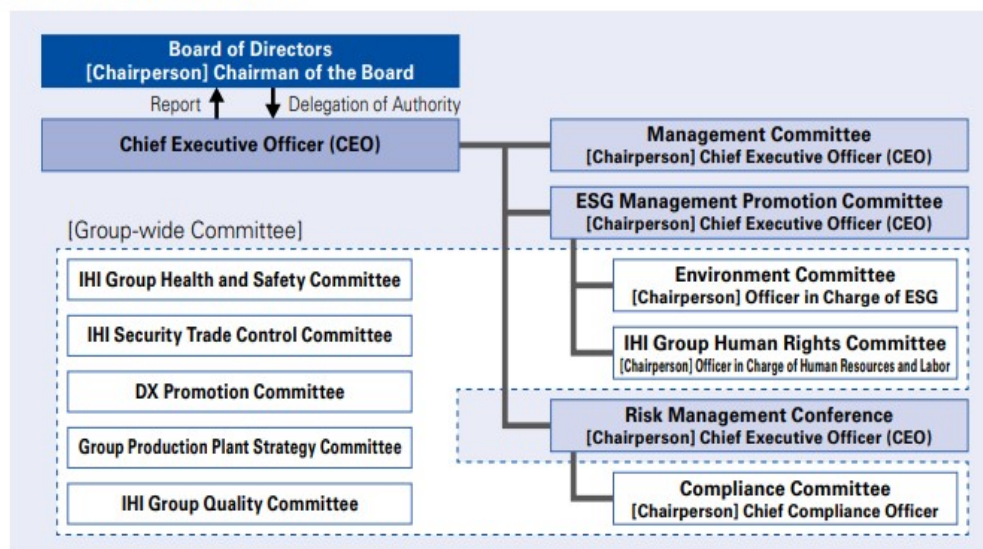 Board of Directors
[Chairperson] Chairman of the Board
Report
Delegation of Authority
Chief Executive Officer (CEO)
Management Committee
[Chairperson] Chief Executive Officer (CEO)
ESG Management Promotion Committee
[Chairperson] Chief Executive Officer (CEO)
[Group-wide Committee]
IHI Group Health and Safety Committee
IHI Security Trade Control Committee
DX Promotion Committee
Group Production Plant Strategy Committee
IHI Group Quality Committee
Environment Committee
[Chairperson] Officer in Charge of ESG
IHI Group Human Rights Committee
[Chairperson] Officer in Charge of Human Resources and Labor
Risk Management Conference
[Chairperson] Chief Executive Officer (CEO)
Compliance Committee
[Chairperson] Chief Compliance Officer